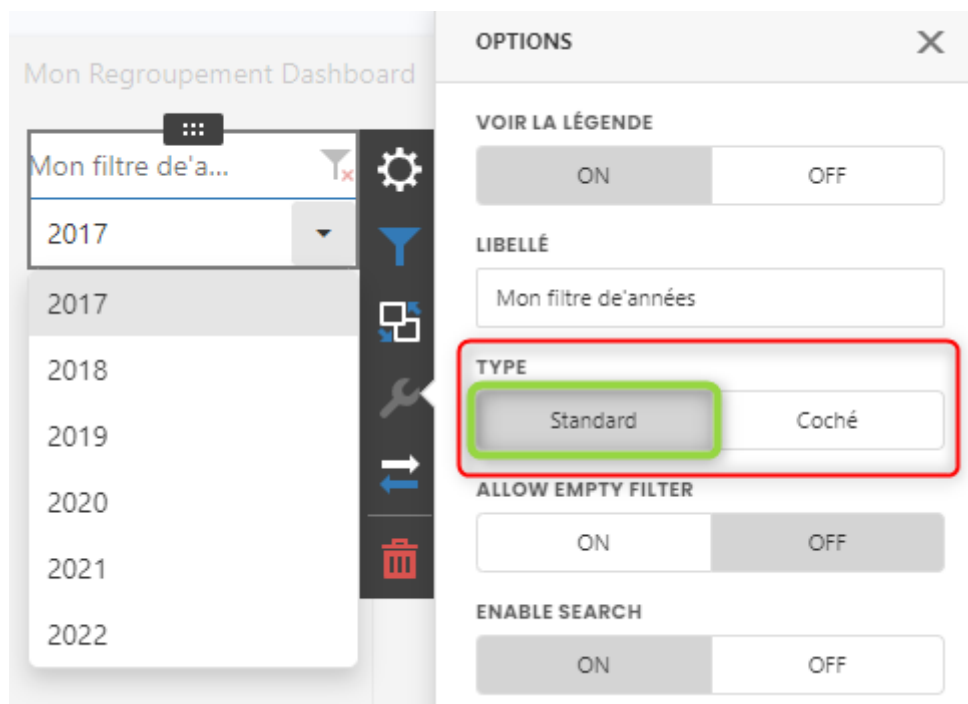 Mon Regroupement Dashboard
Mon filtre de'a...
2017
2017
2018
2019
2020
2021
2022
OPTIONS
VOIR LA LÉGENDE
ON OFF
LIBELLÉ
Mon filtre de'années
TYPE
Standard Coché
ALLOW EMPTY FILTER
ON OFF
ENABLE SEARCH
ON OFF